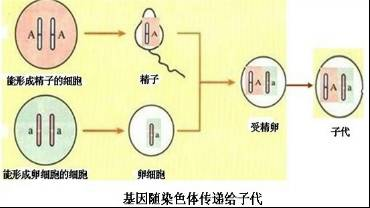 A A
A
能形成精子的细胞
精子
A a
受精卵
A a
子代
a a
a
能形成卵细胞的细胞
卵细胞
基因随染色体传递给子代